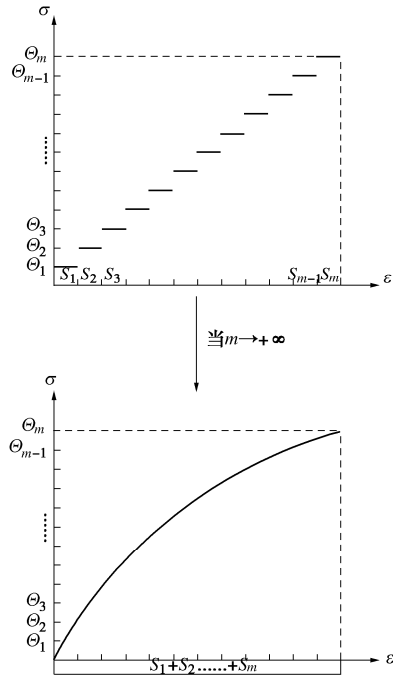 σ
Θm
Θm-1
......
Θ3
Θ2
Θ1
S1 S2 S3
Sm-1 Sm
ε
当m→+∞
σ
Θm
Θm-1
......
Θ3
Θ2
Θ1
S1+S2......+Sm
ε